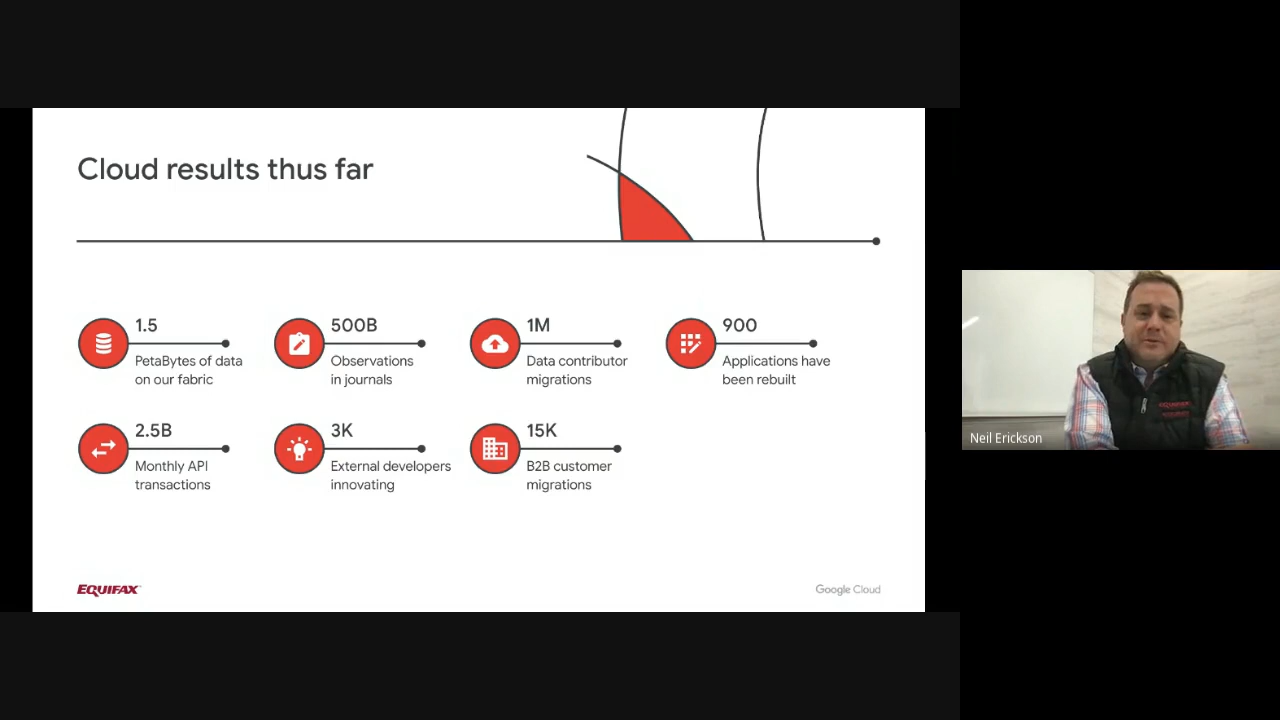 Cloud results thus far
1.5
PetaBytes of data
on our fabric
500B
Observations
in journals
1M
Data contributor
migrations
900
Applications have
been rebuilt
2.5B
Monthly API
transactions
3K
External developers
innovating
15K
B2B customer
migrations
EQUIFAX
Google Cloud
EQUIFAX
Neil Erickson